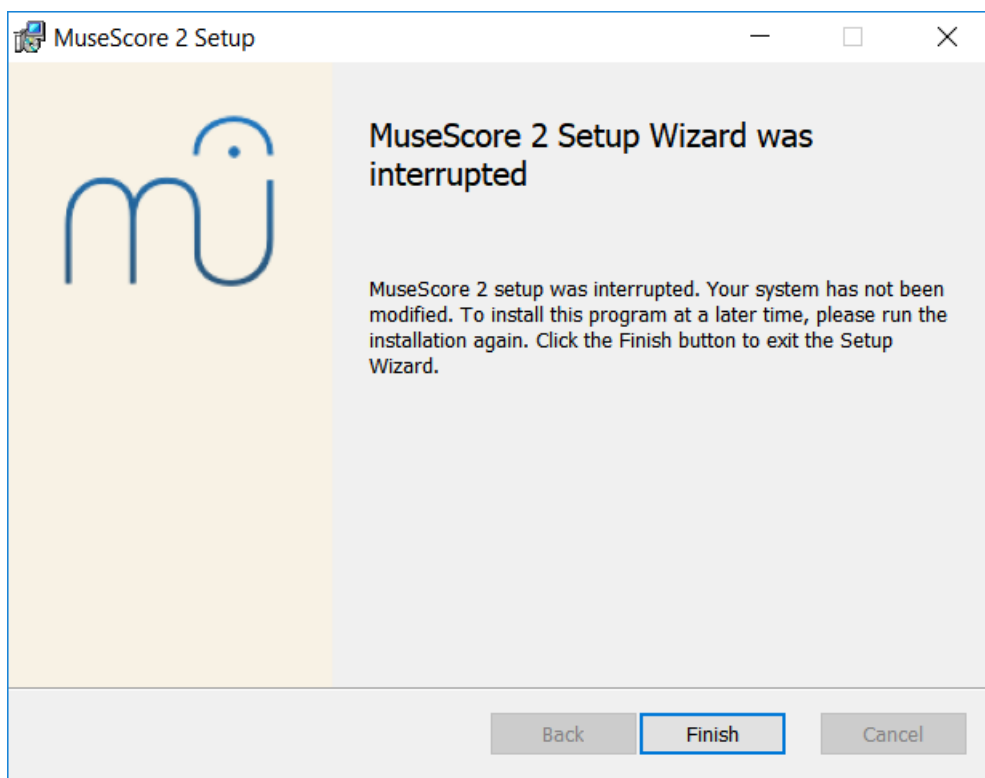 MuseScore 2 Setup
MuseScore 2 Setup Wizard was
interrupted
MuseScore 2 setup was interrupted. Your system has not been
modified. To install this program at a later time, please run the
installation again. Click the Finish button to exit the Setup
Wizard.
Back
Finish
Cancel